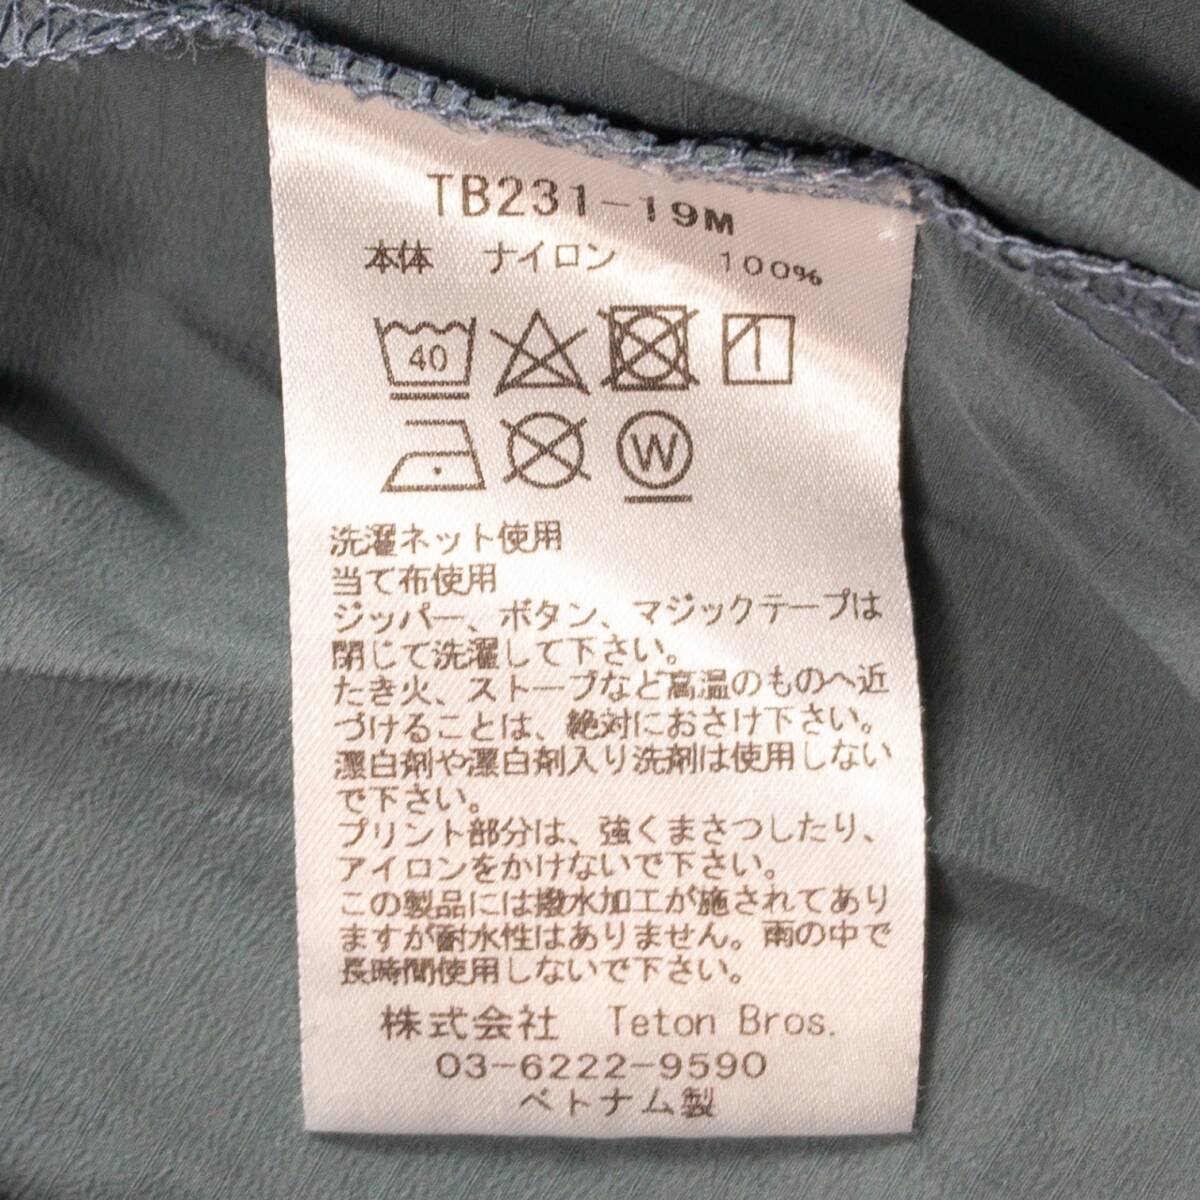 TB231-19M
本体 ナイロン 100%
40
W
洗濯ネット使用
当て布使用
ジッパー、ボタン、マジックテープは
閉じて洗濯して下さい。
たき火、ストーブなど高温のものへ近
づけることは、絶対におさけ下さい。
漂白剤や漂白剤入り洗剤は使用しない
で下さい。
プリント部分は、強くまさつしたり、
アイロンをかけないで下さい。
この製品には撥水加工が施されてあり
ますが耐水性はありません。雨の中で
長時間使用しないで下さい。
株式会社 Teton Bros.
03-6222-9590
ベトナム製